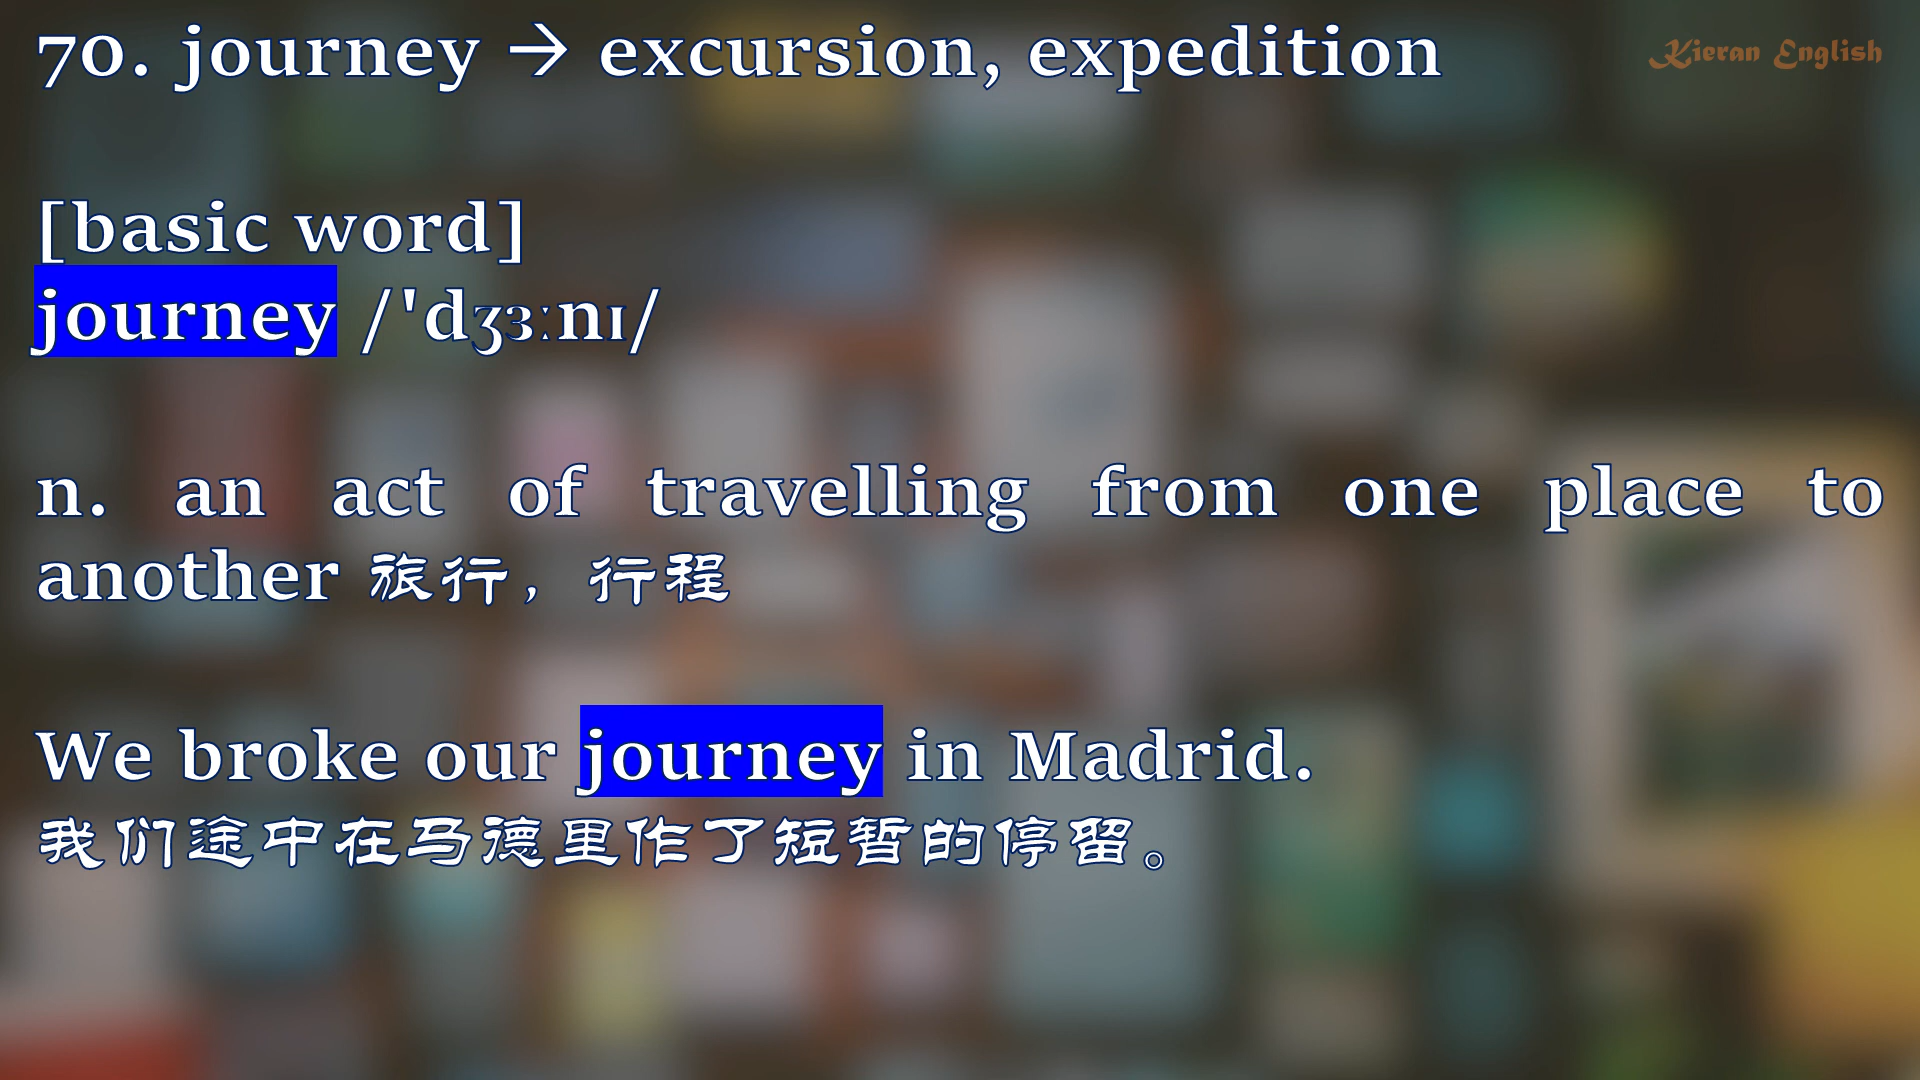 70. journey → excursion, expedition
Kieran English
[basic word]
journey /'dʒɜːnɪ/
n. an act of travelling from one place to
another 旅行，行程
We broke our journey in Madrid.
我们途中在马德里作了短暂的停留。